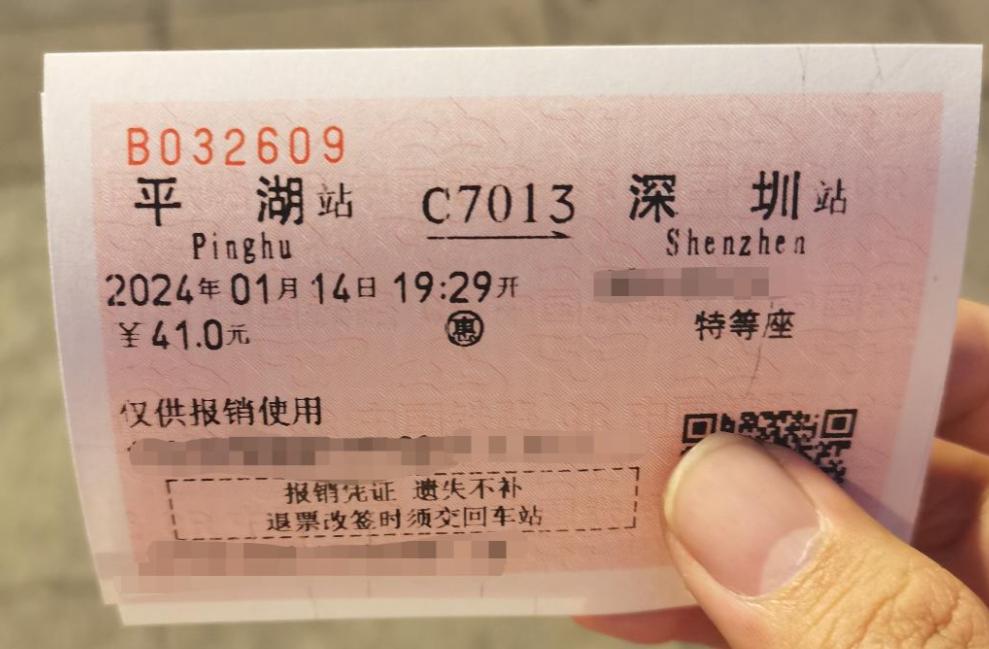 B032609
平 湖站 C7013 深 圳站
Pinghu Shenzhen
2024年01月14日 19:29开
￥41.0元 惠 特等座
仅供报销使用
报销凭证 遗失不补
退票改签时须交回车站